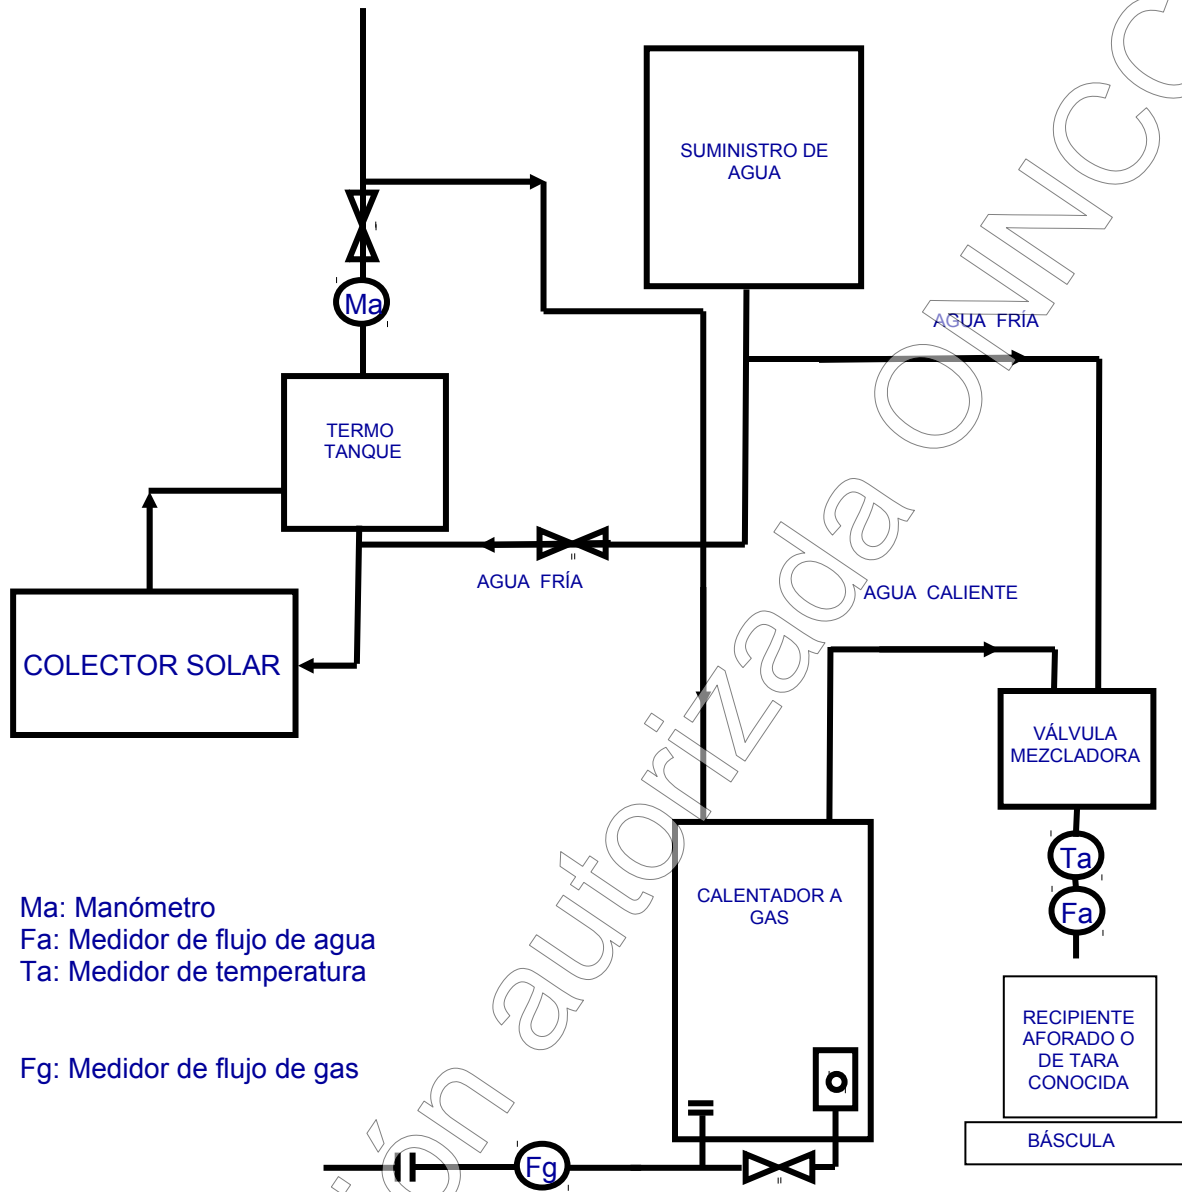 SUMINISTRO DE
AGUA
Ma
AGUA FRÍA
TERMO
TANQUE
AGUA FRÍA
AGUA CALIENTE
COLECTOR SOLAR
VÁLVULA
MEZCLADORA
Ta
Fa
CALENTADOR A
GAS
Ma: Manómetro
Fa: Medidor de flujo de agua
Ta: Medidor de temperatura
Fg: Medidor de flujo de gas
RECIPIENTE
AFORADO O
DE TARA
CONOCIDA
BÁSCULA
Fg
ión autorizada ONNCC